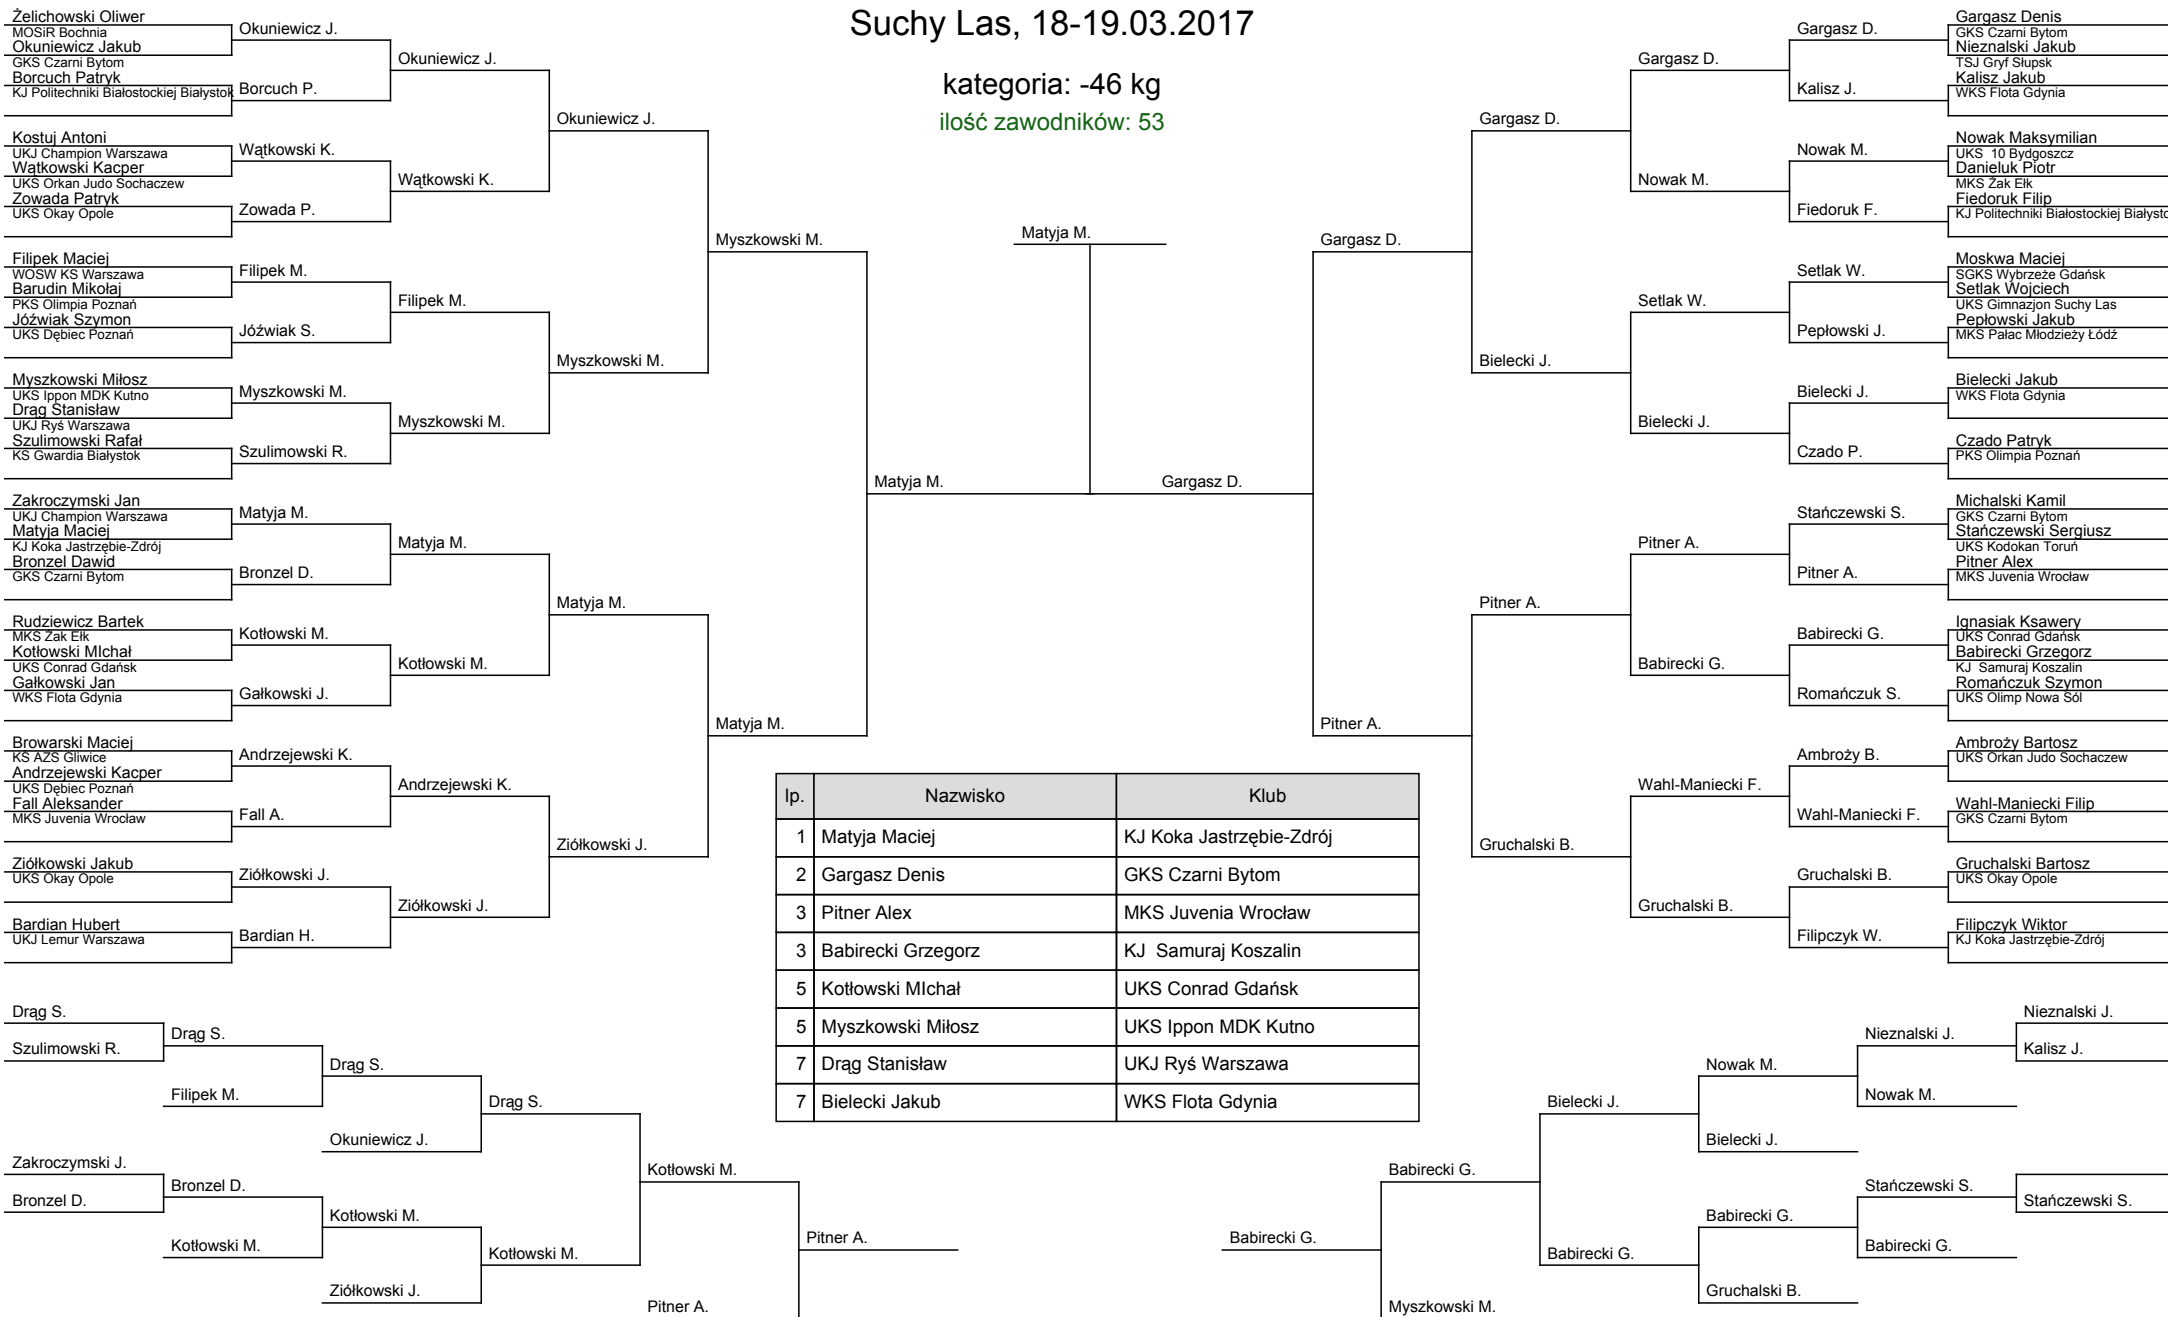 Suchy Las, 18-19.03.2017
kategoria: -46 kg
ilość zawodników: 53
Żelichowski Oliwer
MOSiR Bochnia
Okuniewicz Jakub
GKS Czarni Bytom
Borcuch Patryk
KJ Politechniki Białostockiej Białystok
Kostuj Antoni
UKJ Champion Warszawa
Wątkowski Kacper
UKS Orkan Judo Sochaczew
Zowada Patryk
UKS Okay Opole
Filipek Maciej
WOSW KS Warszawa
Barudin Mikołaj
PKS Olimpia Poznań
Jóźwiak Szymon
UKS Dębiec Poznań
Myszkowski Miłosz
UKS Ippon MDK Kutno
Drąg Stanisław
UKJ Ryś Warszawa
Szulimowski Rafał
KS Gwardia Białystok
Zakroczymski Jan
UKJ Champion Warszawa
Matyja Maciej
KJ Koka Jastrzębie-Zdrój
Bronzel Dawid
GKS Czarni Bytom
Rudziewicz Bartek
MKS Żak Ełk
Kotłowski MIchał
UKS Conrad Gdańsk
Gałkowski Jan
WKS Flota Gdynia
Browarski Maciej
KS AZS Gliwice
Andrzejewski Kacper
UKS Dębiec Poznań
Fall Aleksander
MKS Juvenia Wrocław
Ziółkowski Jakub
UKS Okay Opole
Bardian Hubert
UKJ Lemur Warszawa
Okuniewicz J.
Borcuch P.
Wątkowski K.
Zowada P.
Filipek M.
Jóźwiak S.
Myszkowski M.
Szulimowski R.
Matyja M.
Bronzel D.
Kotłowski M.
Gałkowski J.
Andrzejewski K.
Fall A.
Ziółkowski J.
Bardian H.
Okuniewicz J.
Wątkowski K.
Filipek M.
Myszkowski M.
Matyja M.
Kotłowski M.
Andrzejewski K.
Ziółkowski J.
Okuniewicz J.
Myszkowski M.
Matyja M.
Ziółkowski J.
Myszkowski M.
Matyja M.
Matyja M.
Matyja M.
Gargasz D.
Gargasz D.
Pitner A.
Gargasz D.
Bielecki J.
Pitner A.
Gruchalski B.
Gargasz D.
Nowak M.
Setlak W.
Bielecki J.
Pitner A.
Babirecki G.
Wahl-Maniecki F.
Gruchalski B.
Gargasz D.
Kalisz J.
Nowak M.
Fiedoruk F.
Setlak W.
Pepłowski J.
Bielecki J.
Czado P.
Stańczewski S.
Pitner A.
Babirecki G.
Romańczuk S.
Ambroży B.
Wahl-Maniecki F.
Gruchalski B.
Filipczyk W.
Gargasz Denis
GKS Czarni Bytom
Nieznalski Jakub
TSJ Gryf Słupsk
Kalisz Jakub
WKS Flota Gdynia
Nowak Maksymilian
UKS 10 Bydgoszcz
Danieluk Piotr
MKS Żak Ełk
Fiedoruk Filip
KJ Politechniki Białostockiej Białysto
Moskwa Maciej
SGKS Wybrzeże Gdańsk
Setlak Wojciech
UKS Gimnazjon Suchy Las
Pepłowski Jakub
MKS Pałac Młodzieży Łódź
Bielecki Jakub
WKS Flota Gdynia
Czado Patryk
PKS Olimpia Poznań
Michalski Kamil
GKS Czarni Bytom
Stańczewski Sergiusz
UKS Kodokan Toruń
Pitner Alex
MKS Juvenia Wrocław
Ignasiak Ksawery
UKS Conrad Gdańsk
Babirecki Grzegorz
KJ Samuraj Koszalin
Romańczuk Szymon
UKS Olimp Nowa Sól
Ambroży Bartosz
UKS Orkan Judo Sochaczew
Wahl-Maniecki Filip
GKS Czarni Bytom
Gruchalski Bartosz
UKS Okay Opole
Filipczyk Wiktor
KJ Koka Jastrzębie-Zdrój
lp. Nazwisko Klub
1 Matyja Maciej KJ Koka Jastrzębie-Zdrój
2 Gargasz Denis GKS Czarni Bytom
3 Pitner Alex MKS Juvenia Wrocław
3 Babirecki Grzegorz KJ Samuraj Koszalin
5 Kotłowski MIchał UKS Conrad Gdańsk
5 Myszkowski Miłosz UKS Ippon MDK Kutno
7 Drąg Stanisław UKJ Ryś Warszawa
7 Bielecki Jakub WKS Flota Gdynia
Drąg S.
Szulimowski R.
Zakroczymski J.
Bronzel D.
Drąg S.
Filipek M.
Bronzel D.
Kotłowski M.
Drąg S.
Okuniewicz J.
Kotłowski M.
Ziółkowski J.
Drąg S.
Kotłowski M.
Kotłowski M.
Pitner A.
Pitner A.
Babirecki G.
Babirecki G.
Myszkowski M.
Bielecki J.
Babirecki G.
Nowak M.
Bielecki J.
Babirecki G.
Gruchalski B.
Nieznalski J.
Nowak M.
Stańczewski S.
Babirecki G.
Nieznalski J.
Kalisz J.
Stańczewski S.